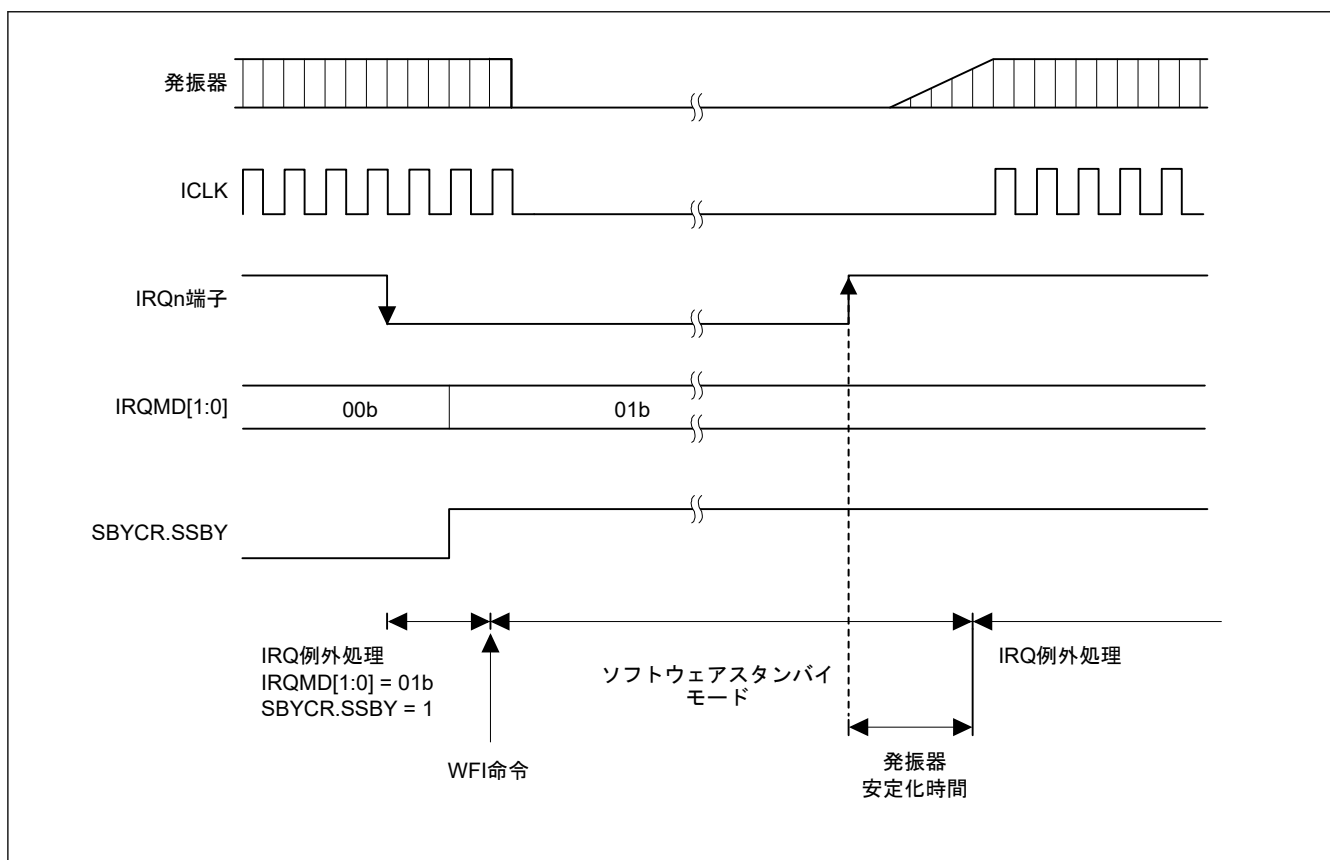 発振器
ICLK
IRQn端子
IRQMD[1:0]
00b
01b
SBYCR.SSBY
IRQ例外処理
IRQMD[1:0] = 01b
SBYCR.SSBY = 1
WFI命令
ソフトウェアスタンバイ
モード
発振器
安定化時間
IRQ例外処理